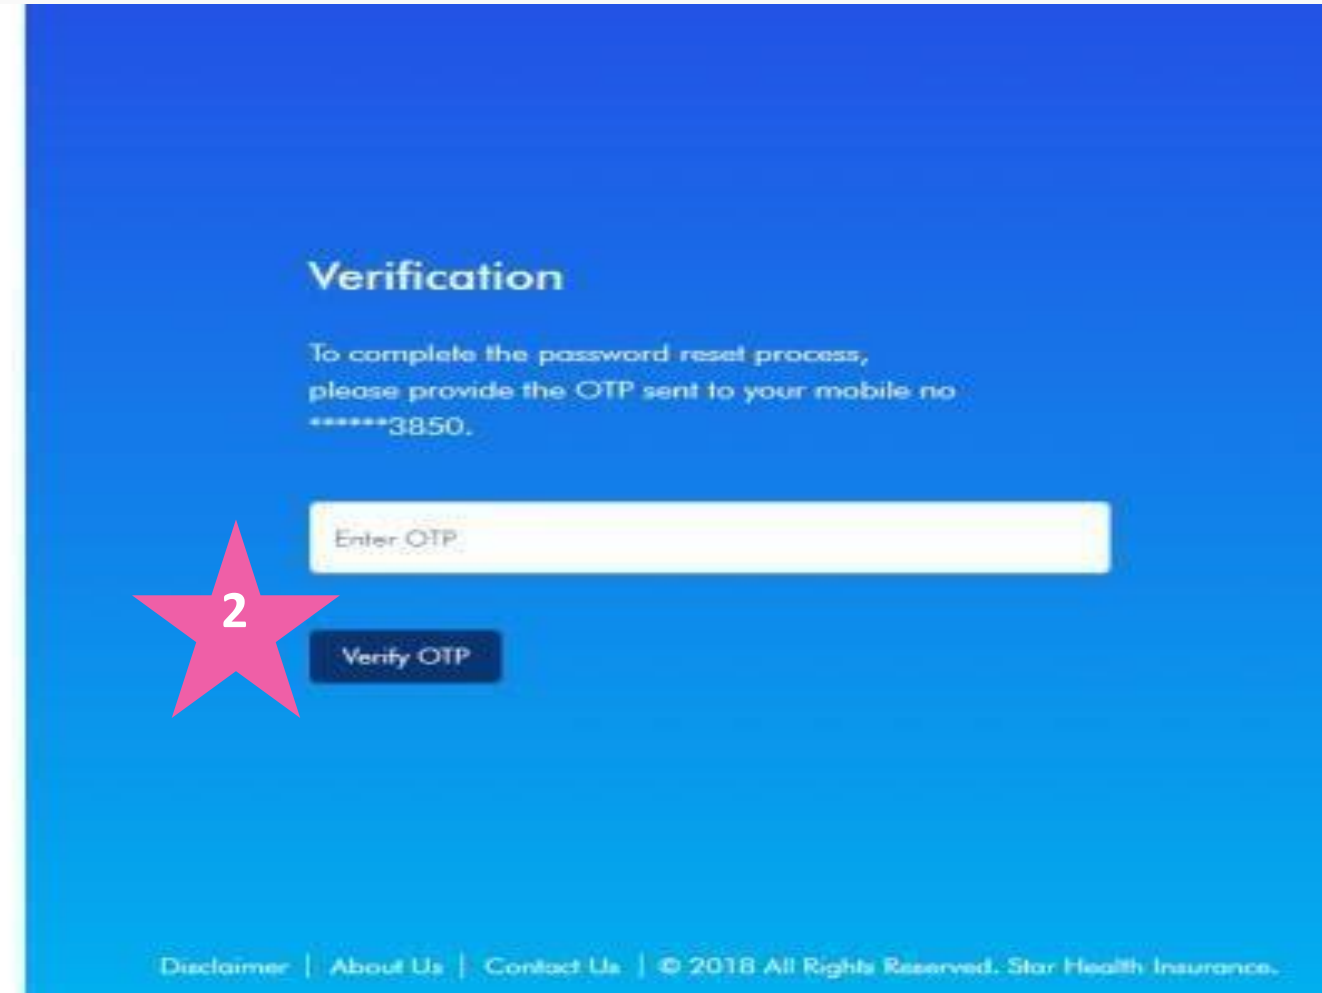 Verification
To complete the password reset process,
please provide the OTP sent to your mobile no
******3850.
Enter OTP
2
Verify OTP
Disclaimer | About Us | Contact Us | © 2018 All Rights Reserved. Star Health Insurance.